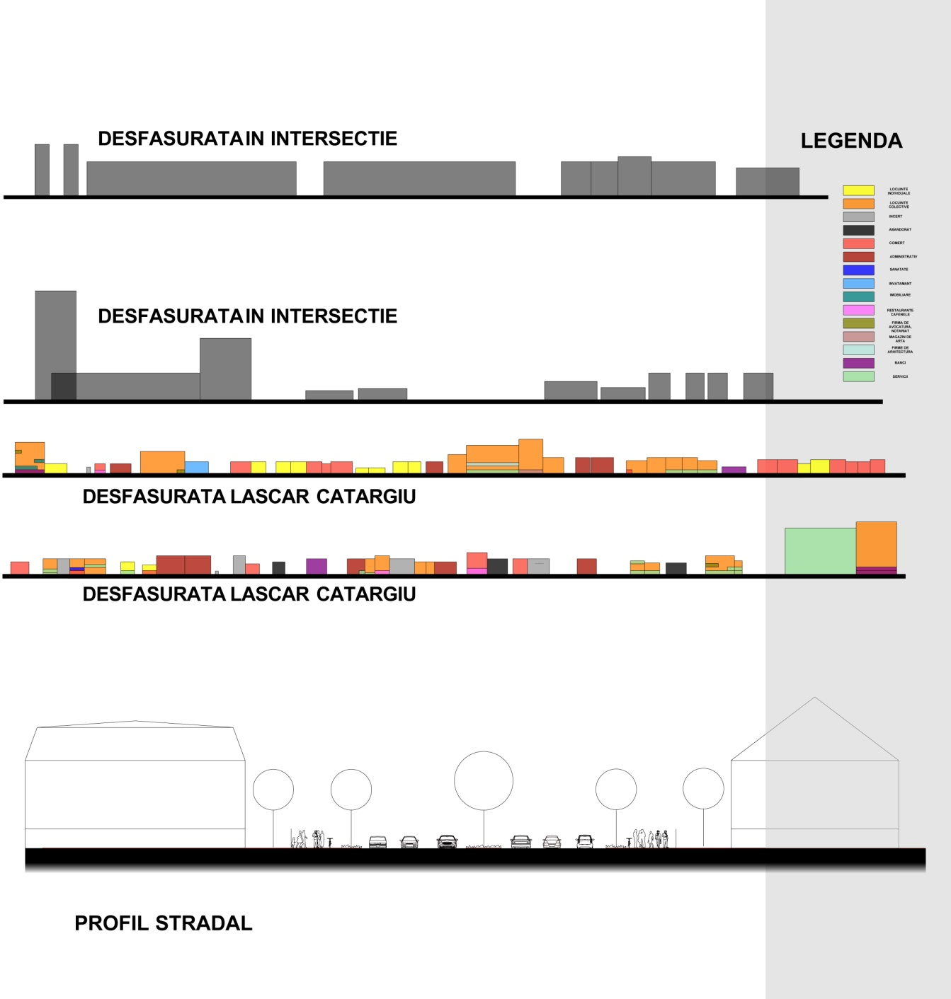 DESFASURATA IN INTERSECTIE
LEGENDA
LOCUINTE
INDIVIDUALE
LOCUINTE
COLECTIVE
INCERT
ABANDONAT
COMERT
ADMINISTRATIV
SANATATE
INVATAMANT
IMOBILIARE
RESTAURANTE
CAFENELE
FIRMA DE
AVOCATURA,
NOTARIAT
MAGAZIN DE
ARTA
FIRME DE
ARHITECTURA
BANCI
SERVICII
DESFASURATA IN INTERSECTIE
DESFASURATA LASCAR CATARGIU
DESFASURATA LASCAR CATARGIU
PROFIL STRADAL